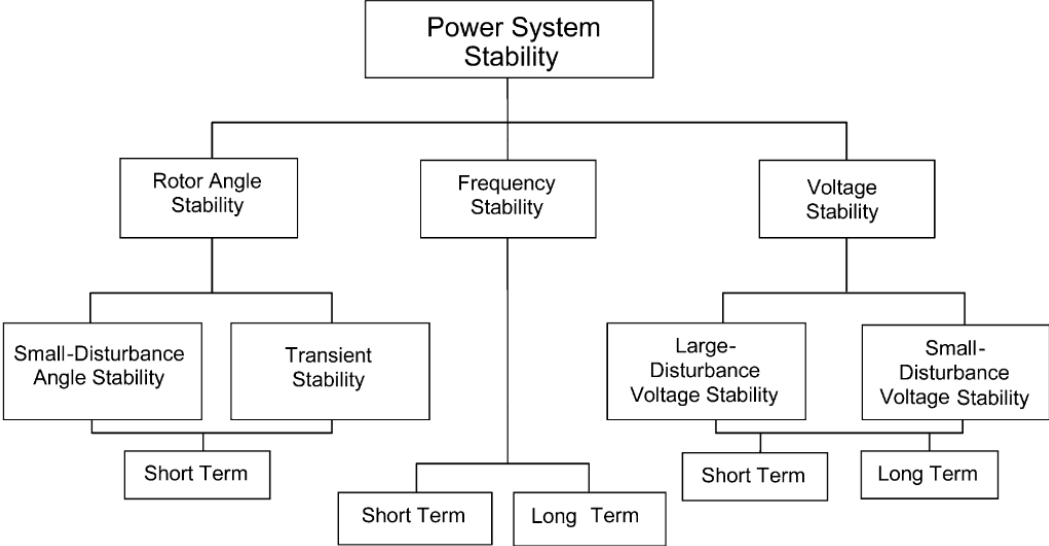 Power System
Stability
Rotor Angle
Stability
Frequency
Stability
Voltage
Stability
Small-Disturbance
Angle Stability
Transient
Stability
Large-
Disturbance
Voltage Stability
Small-
Disturbance
Voltage Stability
Short Term
Short Term
Long Term
Short Term
Long Term